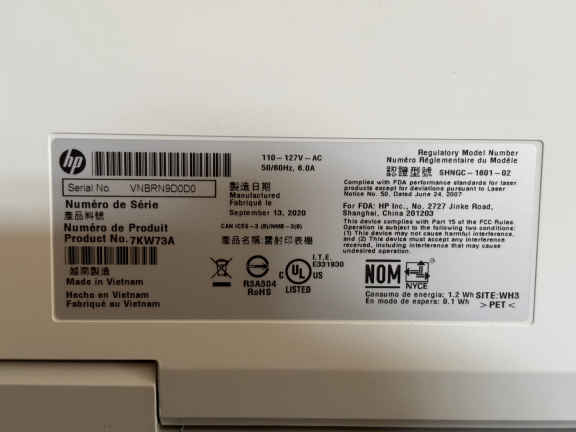 hp
110-127V~AC
50/60Hz, 6.0A
Serial No. VNBRN9D0D0
Número de Série
產品料號
Número de Produit
Product No. 7KW73A
越南製造
Made in Vietnam
Hecho en Vietnam
Fabriqué au Vietnam
製造日期
Manufactured
Fabriqué le
September 13, 2020
CAN ICES-3 (B)/NMB-3(B)
產品名稱:雷射印表機
R3A504
RoHS
C UL US
LISTED
I.T.E.
E331930
Regulatory Model Number
Numéro Réglementaire du Modèle
認證型號 SHNGC-1601-02
Complies with FDA performance standards for laser
products except for deviations pursuant to Laser
Notice No. 50, Dated June 24, 2007
For FDA: HP Inc., No. 2727 Jinke Road,
Shanghai, China 201203
This device complies with Part 15 of the FCC Rules.
Operation is subject to the following two conditions:
(1) This device may not cause harmful interference,
and (2) This device must accept any interference
received, including interference that may cause
undesirable operation.
NOM
NYCE
Consumo de energia: 1.2 Wh SITE:WH3
En modo de espera: 0.1 Wh >PET<